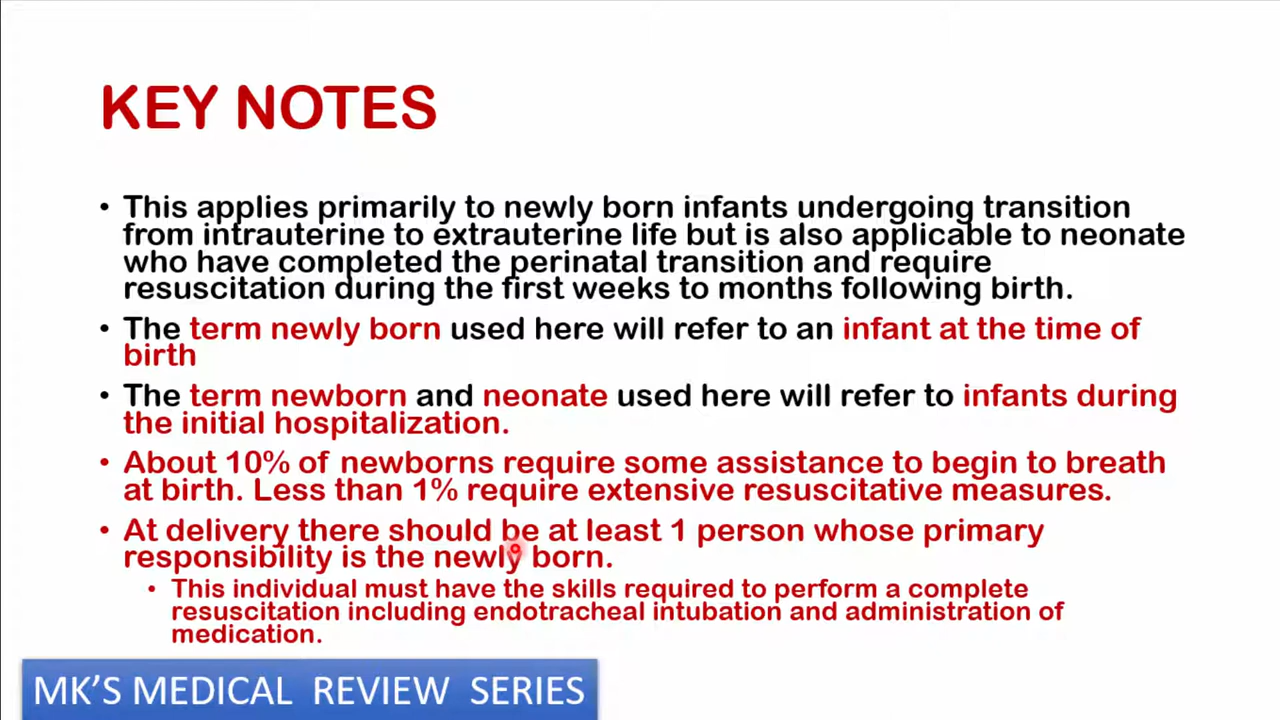 KEY NOTES
• This applies primarily to newly born infants undergoing transition
from intrauterine to extrauterine life but is also applicable to neonate
who have completed the perinatal transition and require
resuscitation during the first weeks to months following birth.
• The term newly born used here will refer to an infant at the time of
birth
• The term newborn and neonate used here will refer to infants during
the initial hospitalization.
• About 10% of newborns require some assistance to begin to breath
at birth. Less than 1% require extensive resuscitative measures.
• At delivery there should be at least 1 person whose primary
responsibility is the newly born.
• This individual must have the skills required to perform a complete
resuscitation including endotracheal intubation and administration of
medication.
MK'S MEDICAL REVIEW SERIES